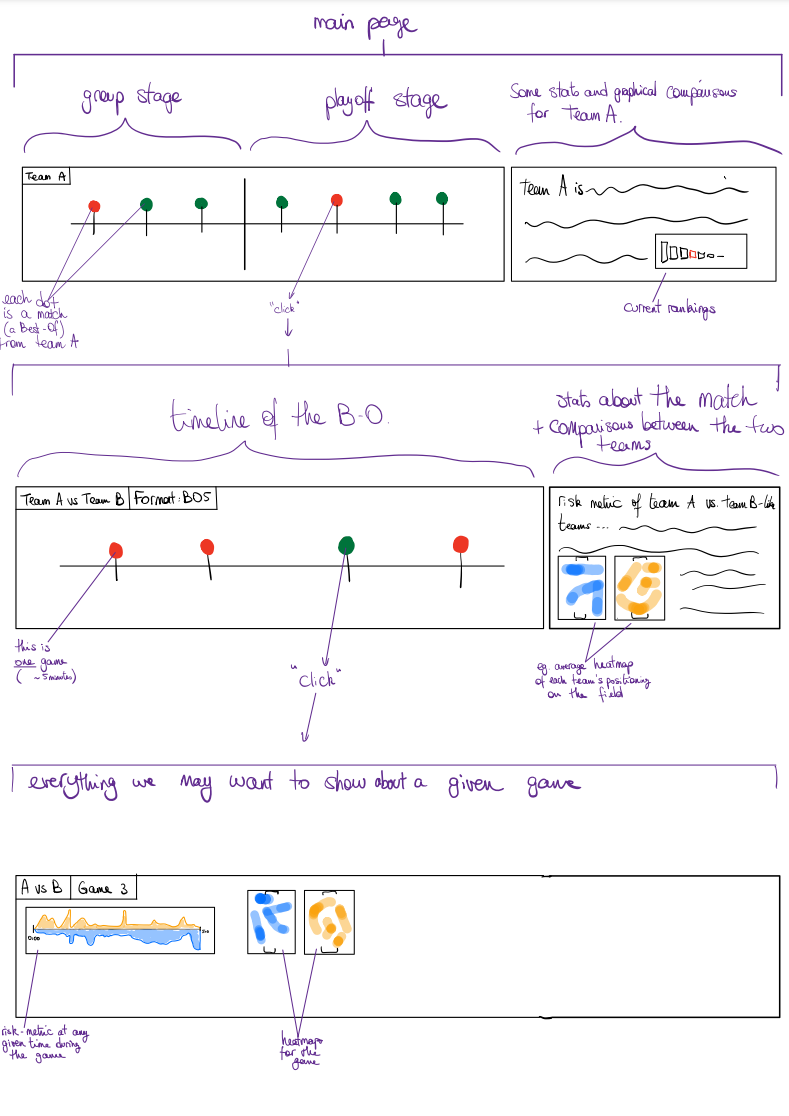 main page
group stage
playoff stage
Some stats and graphical comparisons
for Team A.
Team A
team A is
each dot
is a match
(a Best-Of)
from team A
"click"
current rankings
timeline of the B-O.
stats about the match
+ comparisons between the two
teams
Team A vs Team B
Format: BO5
risk metric of team A vs. team B-like
teams ...
this is
one game
( ~5 minutes)
"click"
eg. average heatmap
of each team's positioning
on the field
everything we may want to show about a given game
A vs B
Game 3
0:00
risk-metric at any
given time during
the game
heatmaps
for the
game